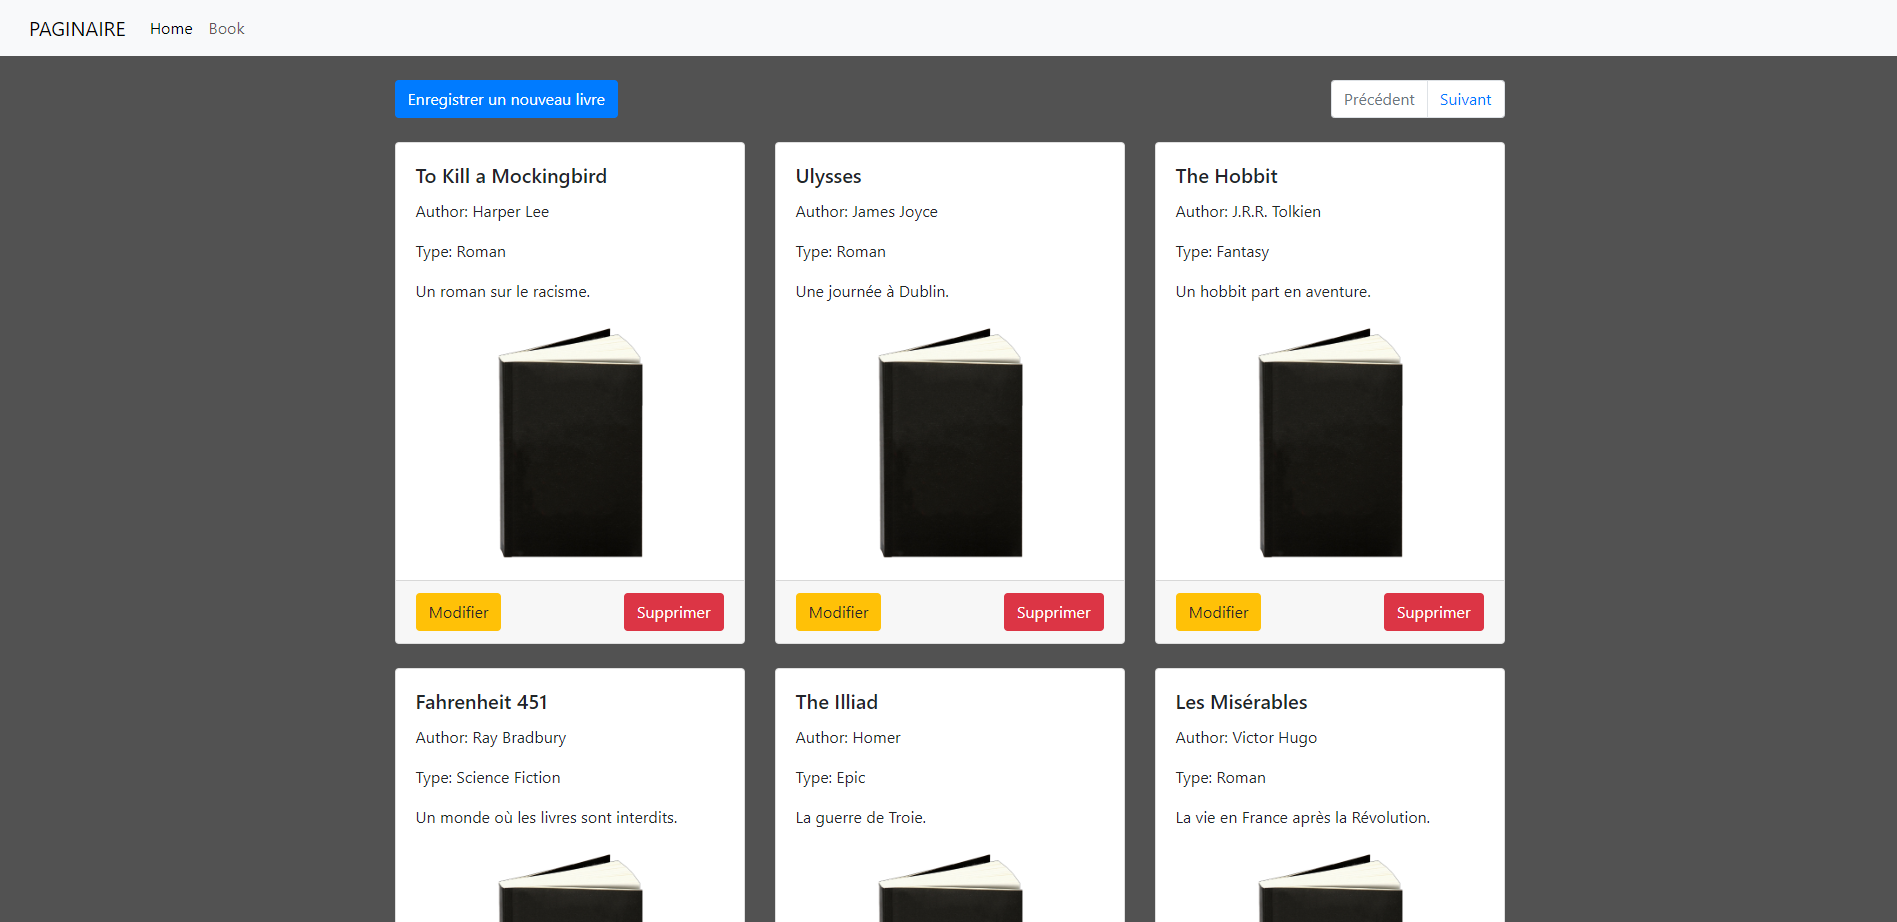 PAGINAIRE Home Book
Enregistrer un nouveau livre
Précédent Suivant
To Kill a Mockingbird
Author: Harper Lee
Type: Roman
Un roman sur le racisme.
Modifier Supprimer
Ulysses
Author: James Joyce
Type: Roman
Une journée à Dublin.
Modifier Supprimer
The Hobbit
Author: J.R.R. Tolkien
Type: Fantasy
Un hobbit part en aventure.
Modifier Supprimer
Fahrenheit 451
Author: Ray Bradbury
Type: Science Fiction
Un monde où les livres sont interdits.
The Illiad
Author: Homer
Type: Epic
La guerre de Troie.
Les Misérables
Author: Victor Hugo
Type: Roman
La vie en France après la Révolution.